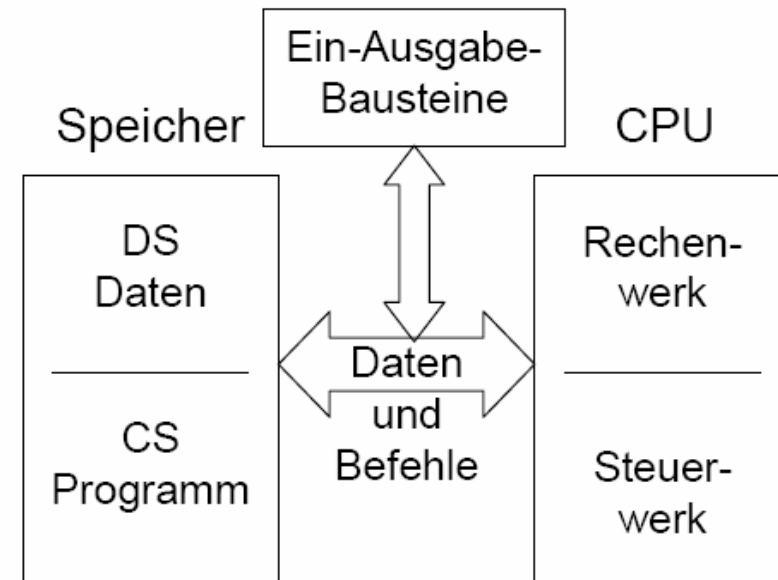 Ein-Ausgabe-
Bausteine
Speicher
CPU
DS
Daten
CS
Programm
Daten
und
Befehle
Rechen-
werk
Steuer-
werk